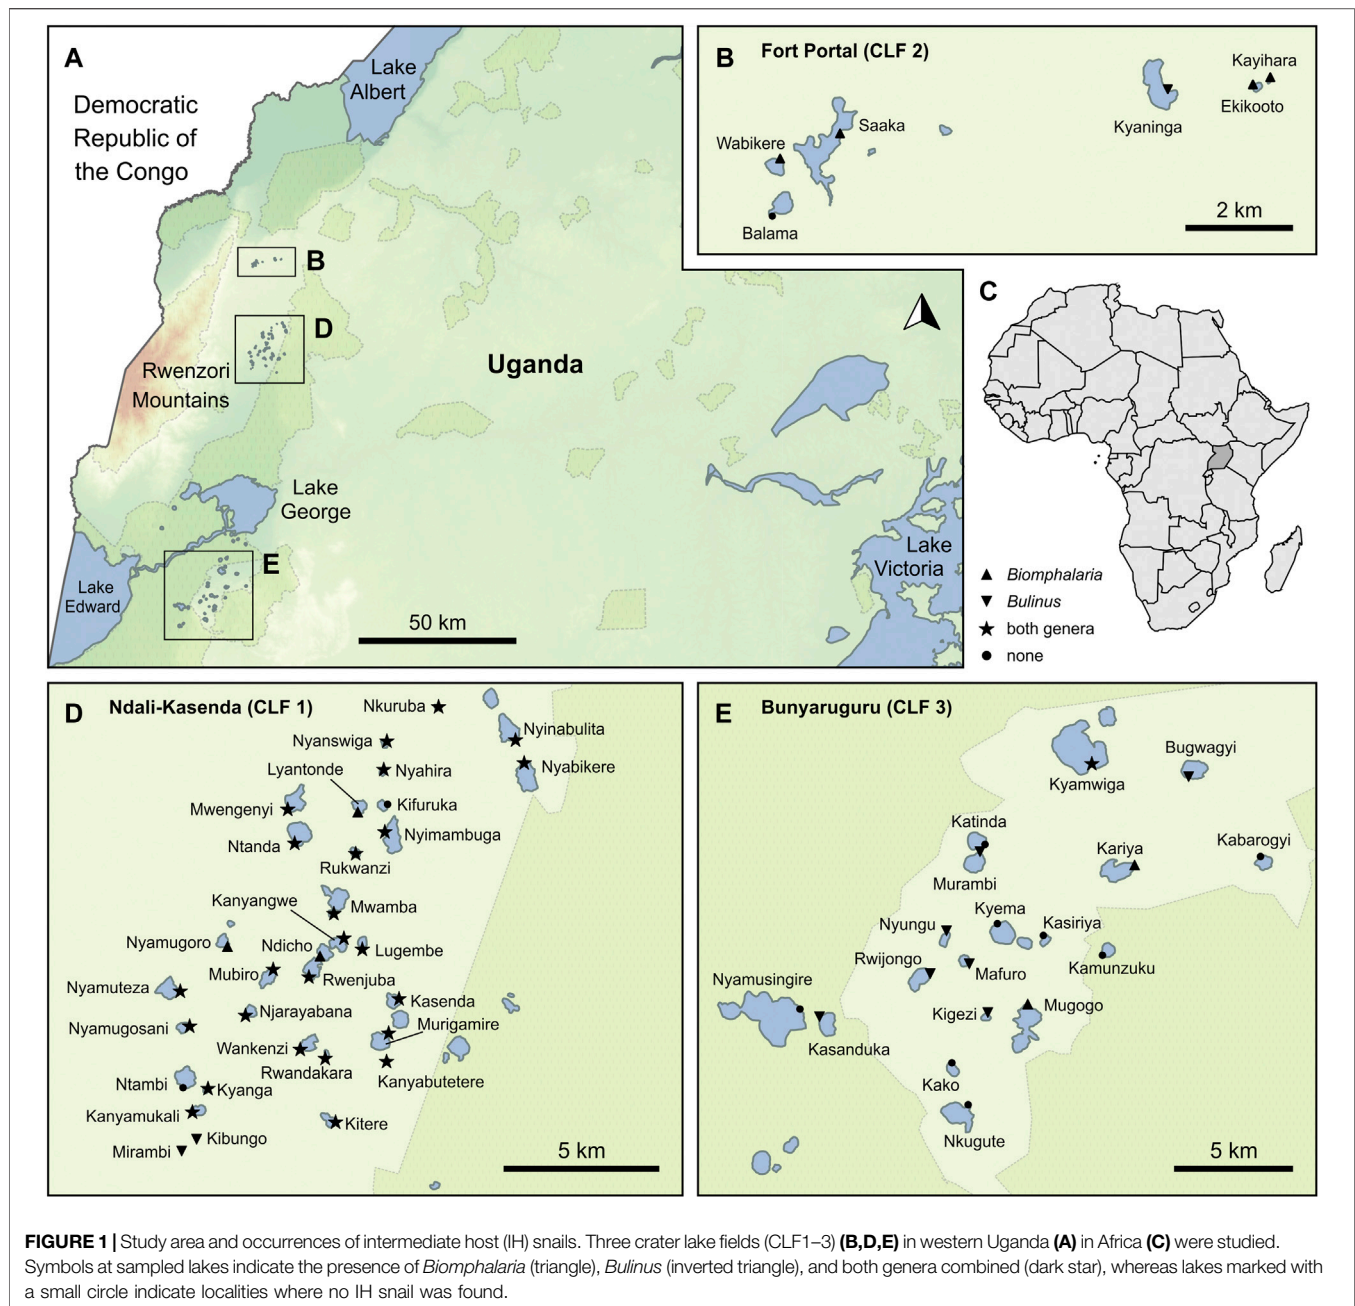 A
Democratic
Republic of
the Congo
Lake
Albert
B
D
Rwenzori
Mountains
Uganda
Lake
George
E
Lake
Edward
50 km
Lake
Victoria
B
Fort Portal (CLF 2)
Kayihara
Ekikooto
Kyaninga
Saaka
Wabikere
Balama
2 km
C
Biomphalaria
Bulinus
both genera
none
D
Ndali-Kasenda (CLF 1)
Nkuruba
Nyinabulita
Nyanswiga
Nyabikere
Lyantonde
Nyahira
Mwengenyi
Kifuruka
Nyimambuga
Ntanda
Rukwanzi
Kanyangwe
Mwamba
Nyamugoro
Ndicho
Lugembe
Mubiro
Rwenjuba
Nyamuteza
Kasenda
Njarayabana
Murigamire
Nyamugosani
Wankenzi
Rwandakara
Kanyabutetere
Ntambi
Kyanga
Kanyamukali
Kitere
Kibungo
Mirambi
5 km
E
Bunyaruguru (CLF 3)
Bugwagyi
Kyamwiga
Katinda
Kabarogyi
Kariya
Murambi
Kyema
Nyungu
Kasiriya
Rwijongo
Mafuro
Kamunzuku
Nyamusingire
Kigezi
Mugogo
Kasanduka
Kako
Nkugute
5 km
FIGURE 1 | Study area and occurrences of intermediate host (IH) snails. Three crater lake fields (CLF1–3) (B,D,E) in western Uganda (A) in Africa (C) were studied.
Symbols at sampled lakes indicate the presence of Biomphalaria (triangle), Bulinus (inverted triangle), and both genera combined (dark star), whereas lakes marked with
a small circle indicate localities where no IH snail was found.